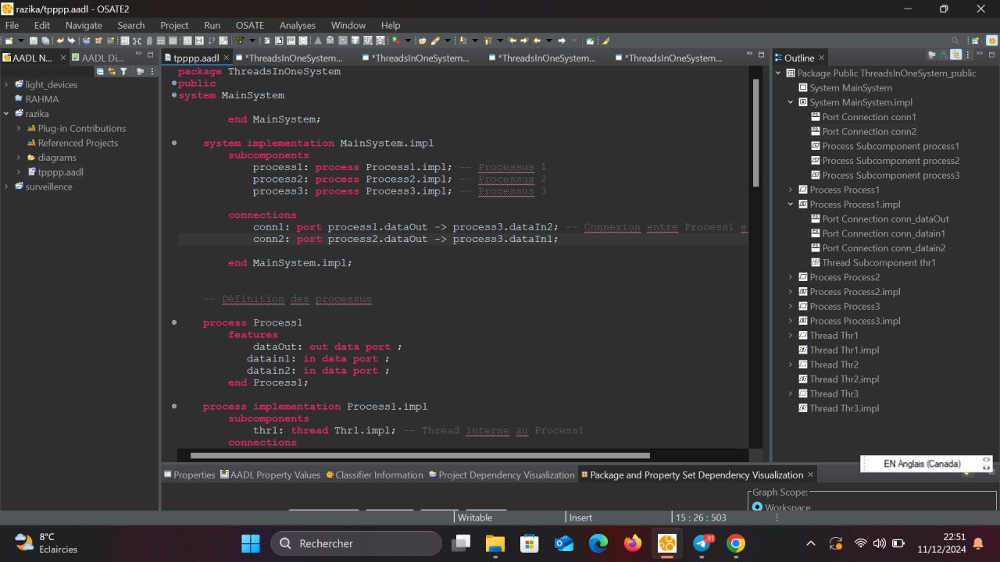 razika/tpppp.aadl - OSATE2
File Edit Navigate Search Project Run OSATE Analyses Window Help
AADL N... AADL Di...
tpppp.aadl *ThreadsInOneSystem... *ThreadsInOneSystem... *ThreadsInOneSystem... *ThreadsInOneSystem...
Outline
light_devices
RAHMA
razika
Plug-in Contributions
Referenced Projects
diagrams
tpppp.aadl
surveillence
package ThreadsInOneSystem
public
system MainSystem
end MainSystem;
system implementation MainSystem.impl
subcomponents
process1: process Process1.impl; -- Processus 1
process2: process Process2.impl; -- Processus 2
process3: process Process3.impl; -- Processus 3
connections
conn1: port process1.dataOut -> process3.dataIn2; -- Connexion entre Process1 e
conn2: port process2.dataOut -> process3.dataIn1;
end MainSystem.impl;
-- Définition des processus
process Process1
features
dataOut: out data port ;
datain1: in data port ;
datain2: in data port ;
end Process1;
process implementation Process1.impl
subcomponents
thr1: thread Thr1.impl; -- Thread interne au Process1
connections
Package Public ThreadsInOneSystem_public
System MainSystem
System MainSystem.impl
Port Connection conn1
Port Connection conn2
Process Subcomponent process1
Process Subcomponent process2
Process Subcomponent process3
Process Process1
Process Process1.impl
Port Connection conn_dataOut
Port Connection conn_datain1
Port Connection conn_datain2
Thread Subcomponent thr1
Process Process2
Process Process2.impl
Process Process3
Process Process3.impl
Thread Thr1
Thread Thr1.impl
Thread Thr2
Thread Thr2.impl
Thread Thr3
Thread Thr3.impl
EN Anglais (Canada)
Properties AADL Property Values Classifier Information Project Dependency Visualization Package and Property Set Dependency Visualization
Graph Scope:
Workspace
Writable Insert 15 : 26 : 503
8°C
Eclaircies
Rechercher
91
22:51
11/12/2024